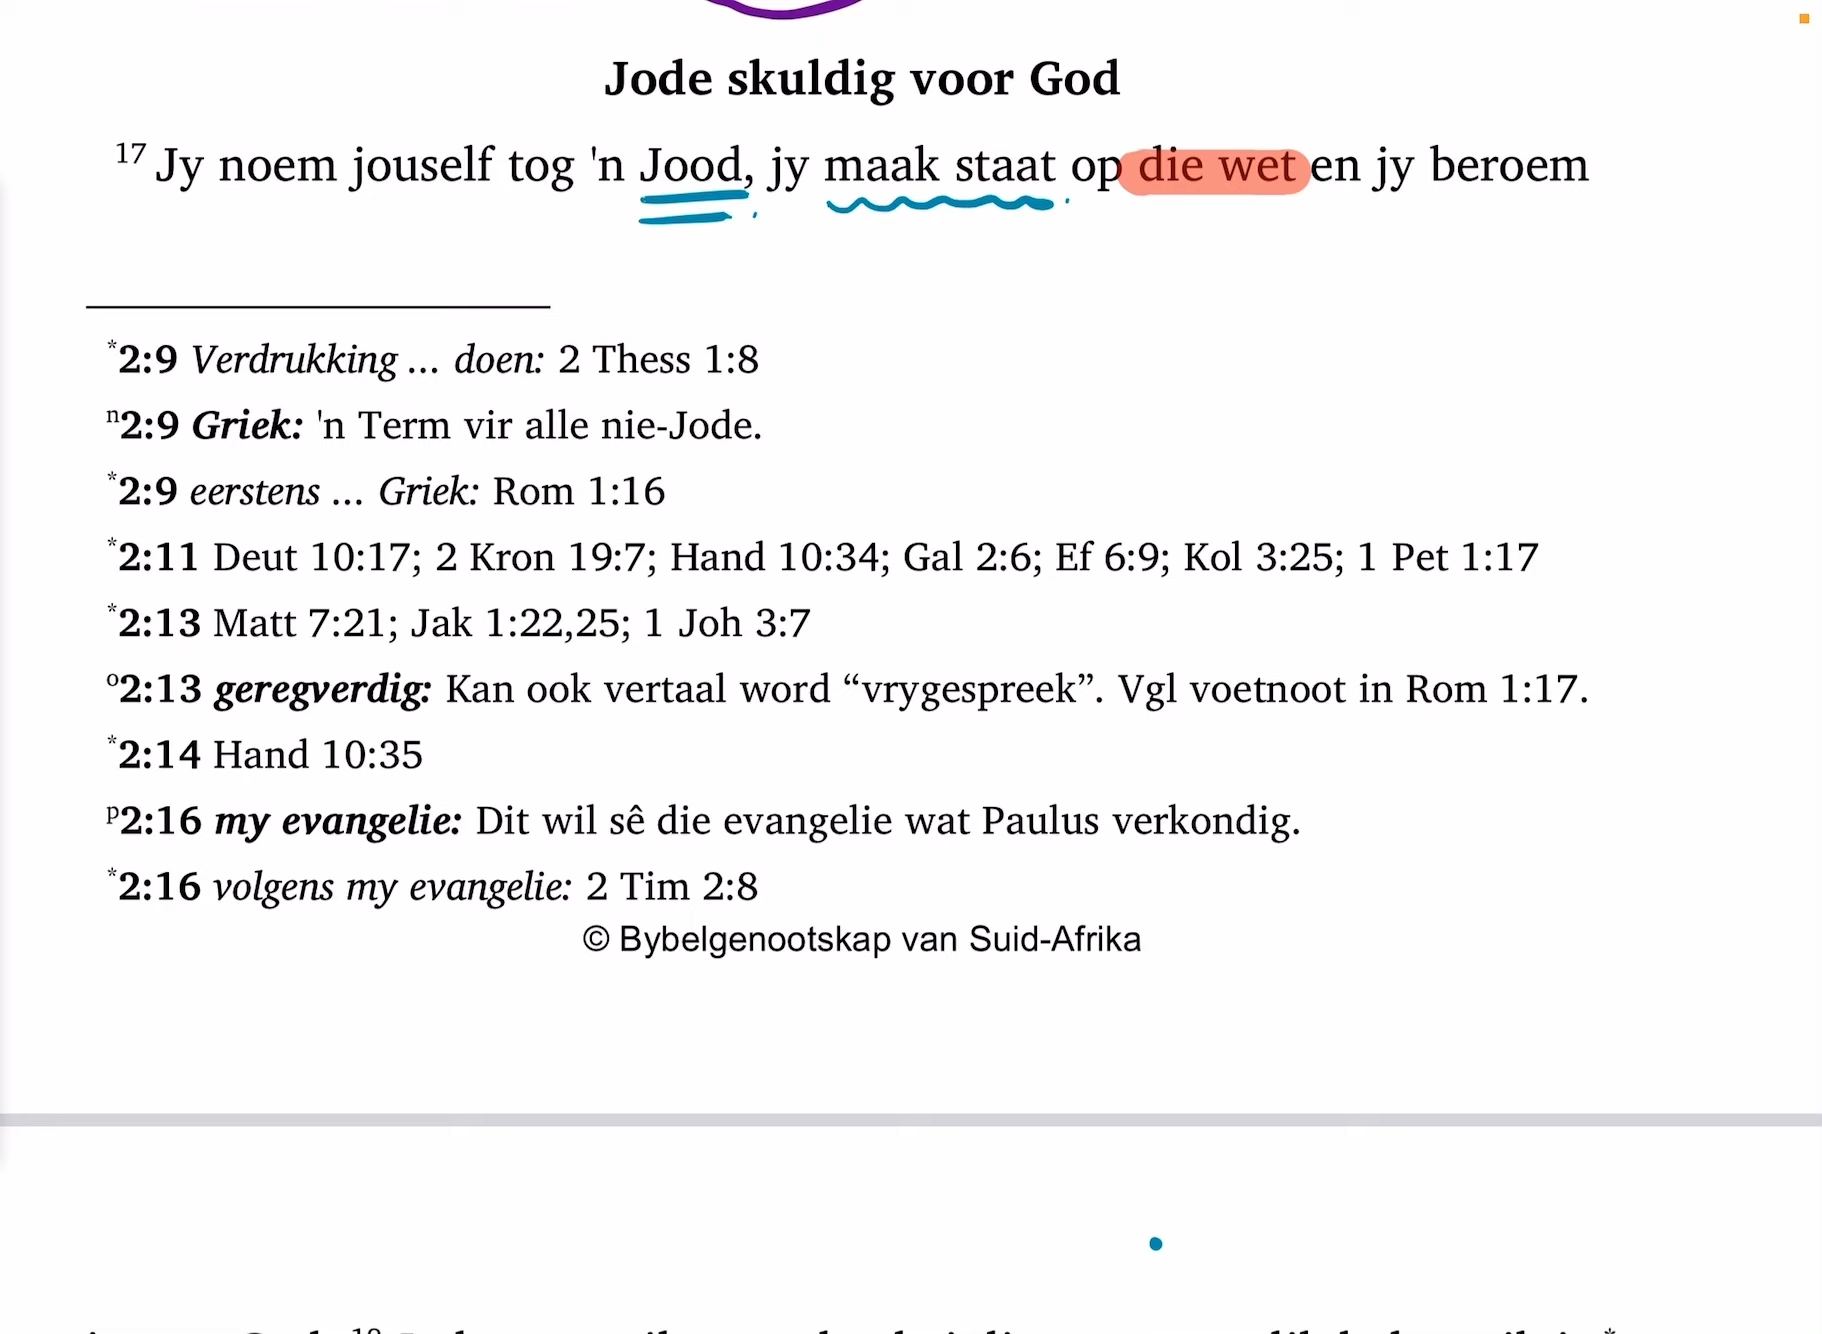 Jode skuldig voor God
17 Jy noem jouself tog 'n Jood, jy maak staat op die wet en jy beroem
*2:9 Verdrukking ... doen: 2 Thess 1:8
n2:9 Griek: 'n Term vir alle nie-Jode.
*2:9 eerstens ... Griek: Rom 1:16
*2:11 Deut 10:17; 2 Kron 19:7; Hand 10:34; Gal 2:6; Ef 6:9; Kol 3:25; 1 Pet 1:17
*2:13 Matt 7:21; Jak 1:22,25; 1 Joh 3:7
o2:13 geregverdig: Kan ook vertaal word “vrygespreek”. Vgl voetnoot in Rom 1:17.
*2:14 Hand 10:35
p2:16 my evangelie: Dit wil sê die evangelie wat Paulus verkondig.
*2:16 volgens my evangelie: 2 Tim 2:8
© Bybelgenootskap van Suid-Afrika